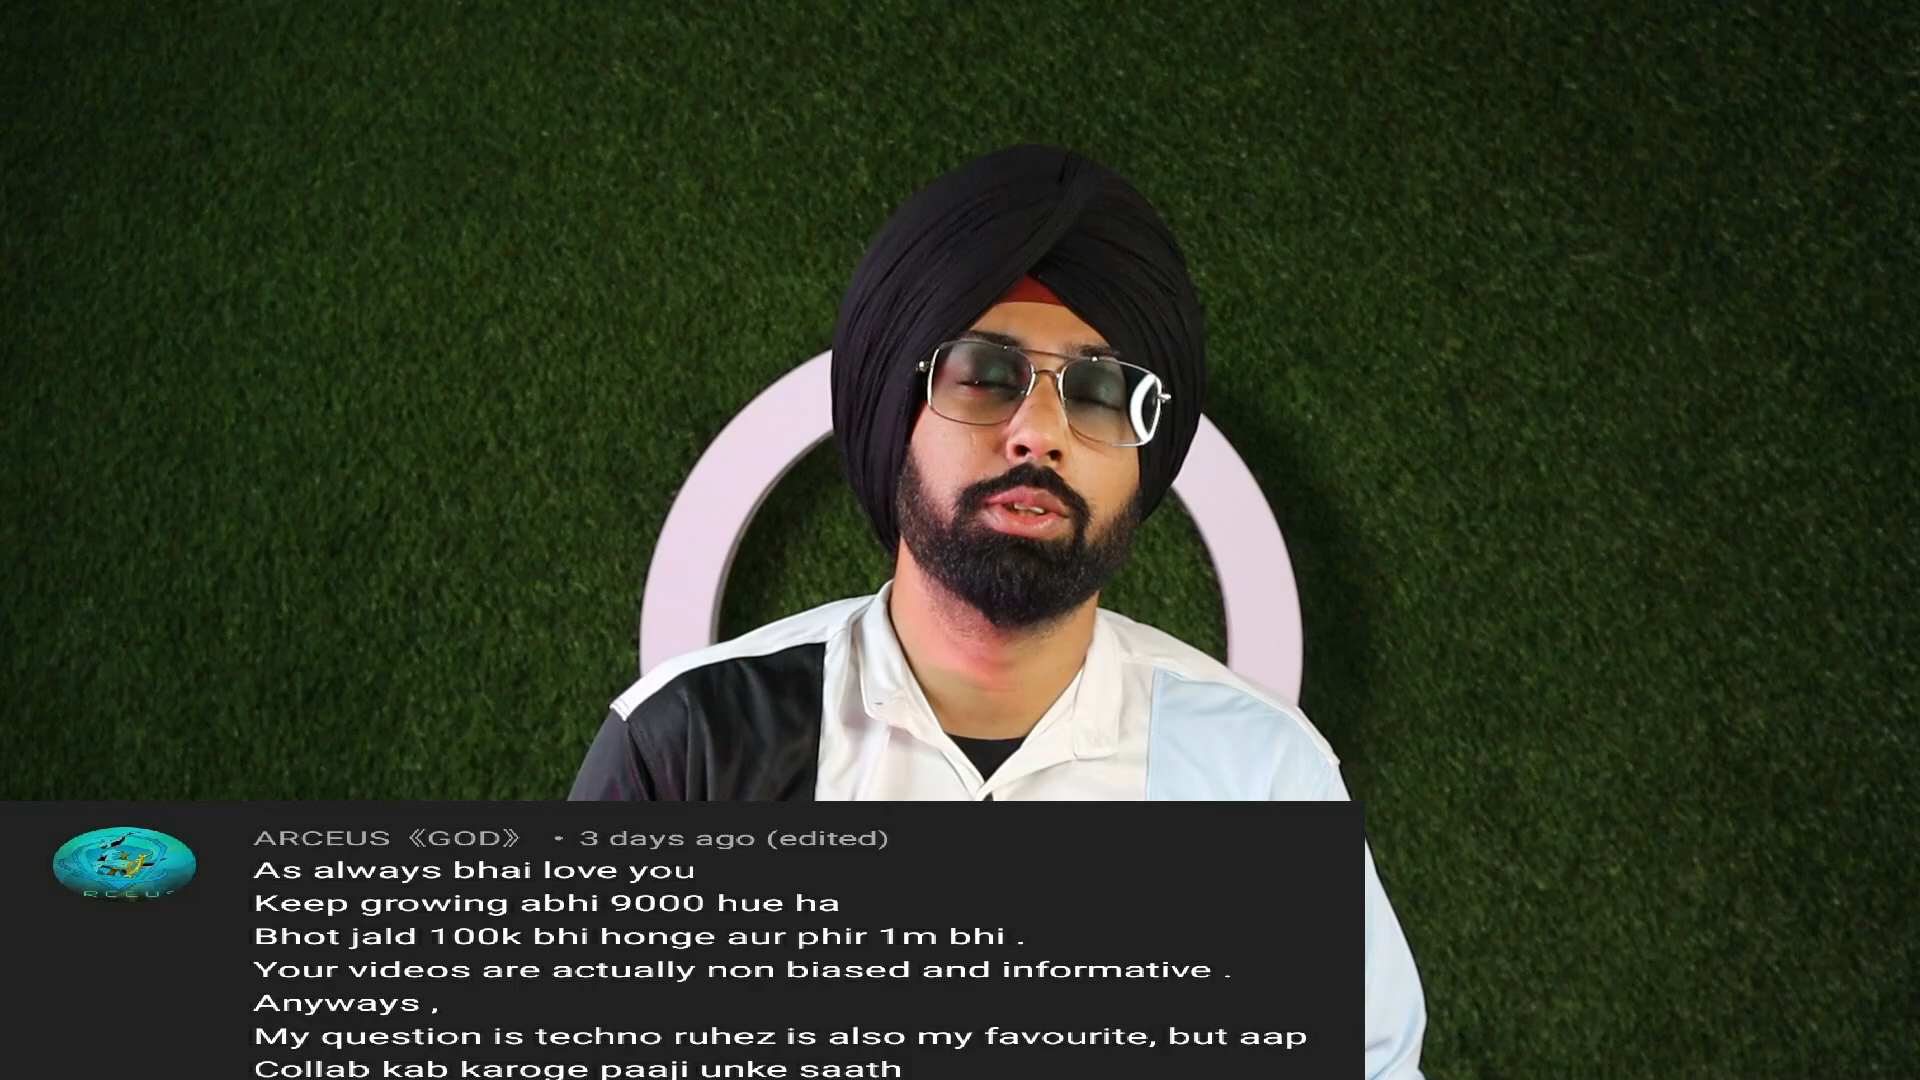 ARCEUS 《GOD》 • 3 days ago (edited)
As always bhai love you
Keep growing abhi 9000 hue ha
Bhot jald 100k bhi honge aur phir 1m bhi .
Your videos are actually non biased and informative .
Anyways ,
My question is techno ruhez is also my favourite, but aap
Collab kab karoge paaji unke saath